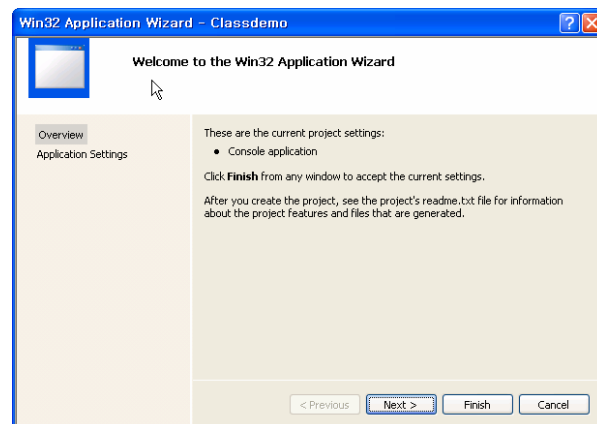 Win32 Application Wizard - Classdemo
Welcome to the Win32 Application Wizard
Overview
Application Settings
These are the current project settings:
• Console application
Click Finish from any window to accept the current settings.
After you create the project, see the project's readme.txt file for information
about the project features and files that are generated.
< Previous
Next >
Finish
Cancel